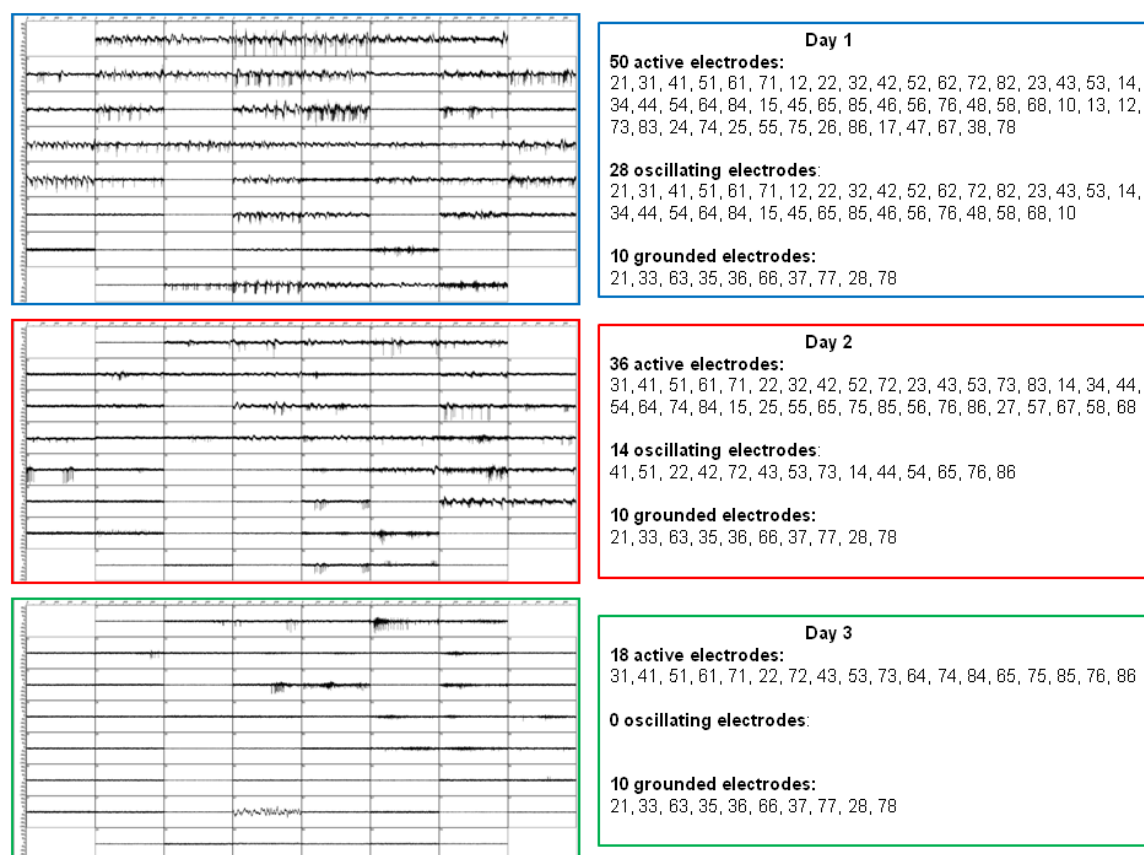 Day 1
50 active electrodes:
21, 31, 41, 51, 61, 71, 12, 22, 32, 42, 52, 62, 72, 82, 23, 43, 53, 14,
34, 44, 54, 64, 84, 15, 45, 65, 85, 46, 56, 76, 48, 58, 68, 10, 13, 12,
73, 83, 24, 74, 25, 55, 75, 26, 86, 17, 47, 67, 38, 78
28 oscillating electrodes:
21, 31, 41, 51, 61, 71, 12, 22, 32, 42, 52, 62, 72, 82, 23, 43, 53, 14,
34, 44, 54, 64, 84, 15, 45, 65, 85, 46, 56, 76, 48, 58, 68, 10
10 grounded electrodes:
21, 33, 63, 35, 36, 66, 37, 77, 28, 78
Day 2
36 active electrodes:
31, 41, 51, 61, 71, 22, 32, 42, 52, 72, 23, 43, 53, 73, 83, 14, 34, 44,
54, 64, 74, 84, 15, 25, 55, 65, 75, 85, 56, 76, 86, 27, 57, 67, 58, 68
14 oscillating electrodes:
41, 51, 22, 42, 72, 43, 53, 73, 14, 44, 54, 65, 76, 86
10 grounded electrodes:
21, 33, 63, 35, 36, 66, 37, 77, 28, 78
Day 3
18 active electrodes:
31, 41, 51, 61, 71, 22, 72, 43, 53, 73, 64, 74, 84, 65, 75, 85, 76, 86
0 oscillating electrodes:
10 grounded electrodes:
21, 33, 63, 35, 36, 66, 37, 77, 28, 78